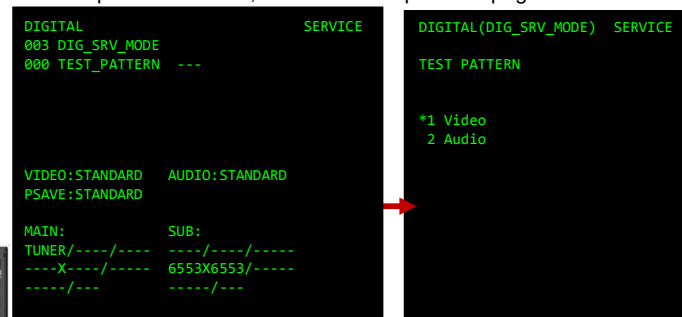 DIGITAL SERVICE
003 DIG_SRV_MODE
000 TEST_PATTERN ---
VIDEO:STANDARD AUDIO:STANDARD
PSAVE:STANDARD
MAIN: SUB:
TUNER/----/---- ----/----/-----
----X----/----- 6553X6553/-----
-----/--- -----/---
DIGITAL(DIG_SRV_MODE) SERVICE
TEST PATTERN
*1 Video
2 Audio